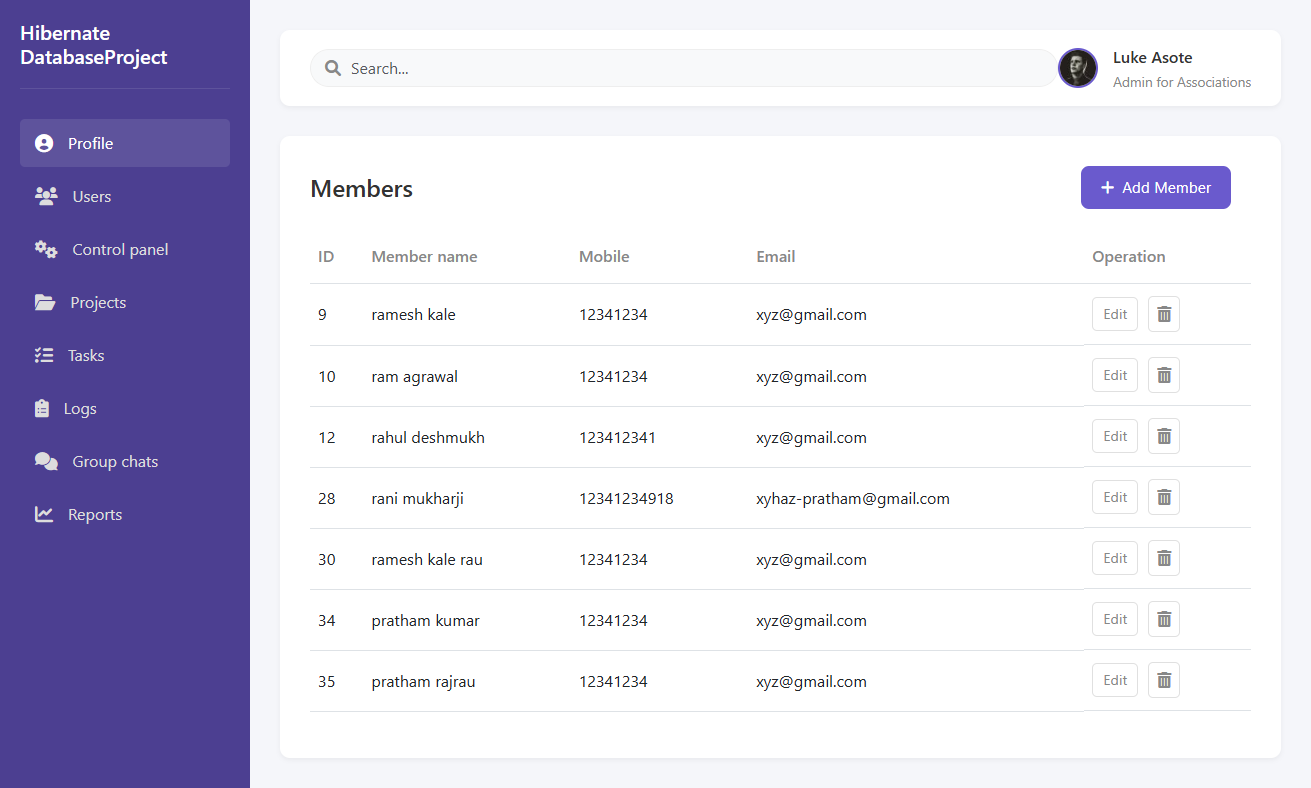 Hibernate
DatabaseProject
Profile
Users
Control panel
Projects
Tasks
Logs
Group chats
Reports
Search...
Luke Asote
Admin for Associations
Members
Add Member
ID Member name Mobile Email Operation
9 ramesh kale 12341234 xyz@gmail.com Edit
10 ram agrawal 12341234 xyz@gmail.com Edit
12 rahul deshmukh 123412341 xyz@gmail.com Edit
28 rani mukharji 12341234918 xyhaz-pratham@gmail.com Edit
30 ramesh kale rau 12341234 xyz@gmail.com Edit
34 pratham kumar 12341234 xyz@gmail.com Edit
35 pratham rajrau 12341234 xyz@gmail.com Edit